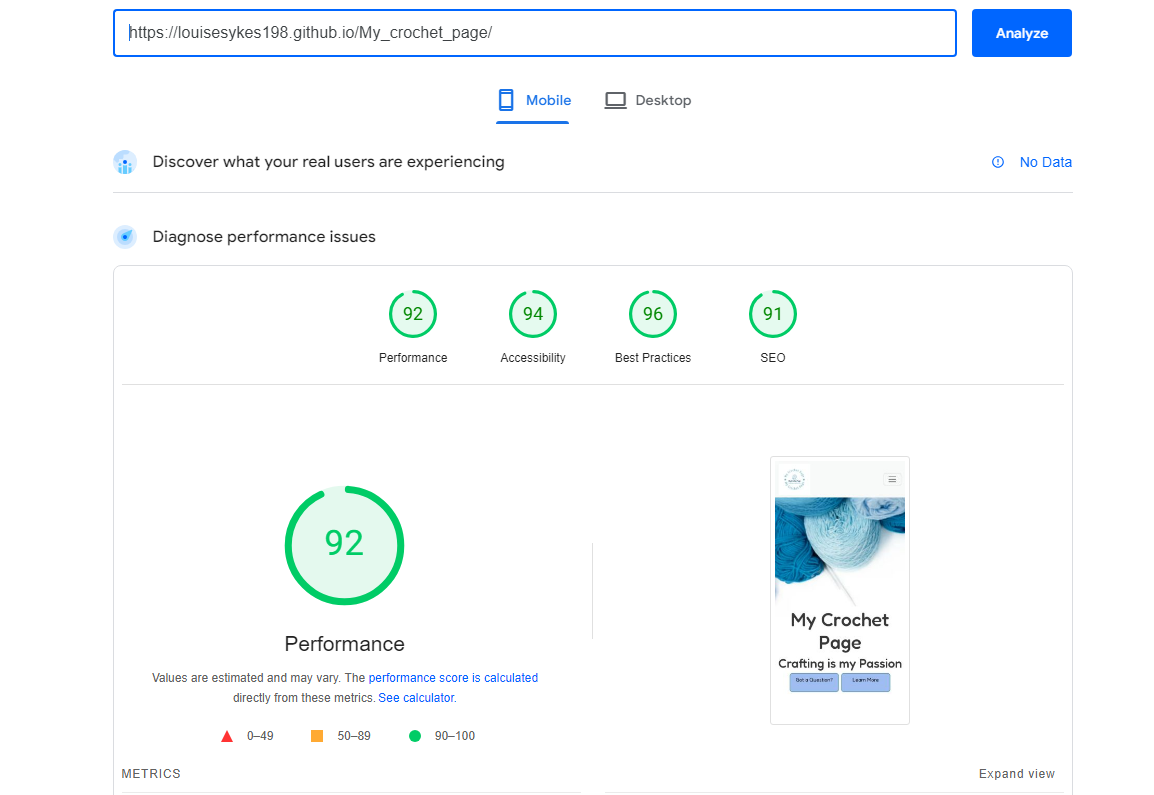 https://louisesykes198.github.io/My_crochet_page/
Analyze
Mobile
Desktop
Discover what your real users are experiencing
No Data
Diagnose performance issues
92
94
96
91
Performance
Accessibility
Best Practices
SEO
92
Performance
Values are estimated and may vary. The performance score is calculated
directly from these metrics. See calculator.
0–49
50–89
90–100
My Crochet
Page
Crafting is my Passion
Got a Question?
Learn More
METRICS
Expand view